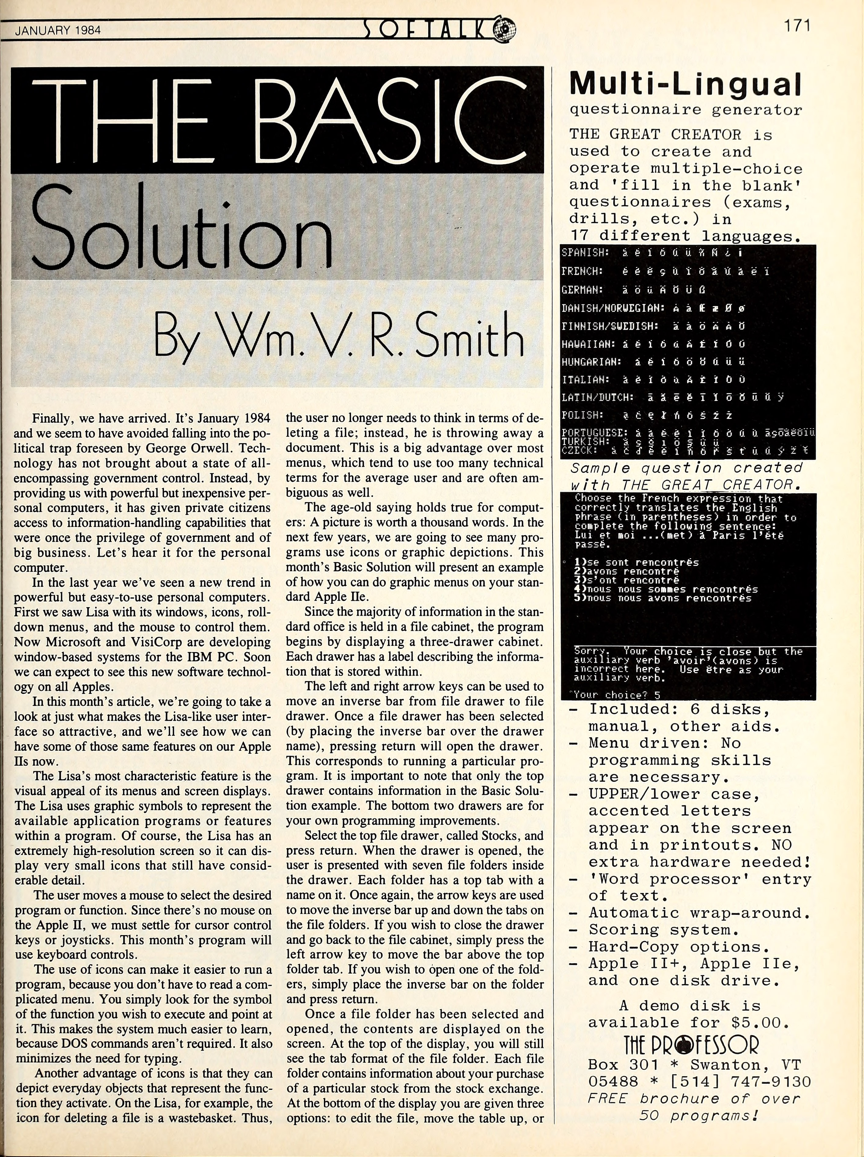 JANUARY 1984
SOFTALK
171
THE BASIC
Solution
By Wm. V. R. Smith
Finally, we have arrived. It's January 1984
and we seem to have avoided falling into the po-
litical trap foreseen by George Orwell. Tech-
nology has not brought about a state of all-
encompassing government control. Instead, by
providing us with powerful but inexpensive per-
sonal computers, it has given private citizens
access to information-handling capabilities that
were once the privilege of government and of
big business. Let's hear it for the personal
computer.
In the last year we've seen a new trend in
powerful but easy-to-use personal computers.
First we saw Lisa with its windows, icons, roll-
down menus, and the mouse to control them.
Now Microsoft and VisiCorp are developing
window-based systems for the IBM PC. Soon
we can expect to see this new software technol-
ogy on all Apples.
In this month's article, we're going to take a
look at just what makes the Lisa-like user inter-
face so attractive, and we'll see how we can
have some of those same features on our Apple
IIs now.
The Lisa's most characteristic feature is the
visual appeal of its menus and screen displays.
The Lisa uses graphic symbols to represent the
available application programs or features
within a program. Of course, the Lisa has an
extremely high-resolution screen so it can dis-
play very small icons that still have consid-
erable detail.
The user moves a mouse to select the desired
program or function. Since there's no mouse on
the Apple II, we must settle for cursor control
keys or joysticks. This month's program will
use keyboard controls.
The use of icons can make it easier to run a
program, because you don't have to read a com-
plicated menu. You simply look for the symbol
of the function you wish to execute and point at
it. This makes the system much easier to learn,
because DOS commands aren't required. It also
minimizes the need for typing.
Another advantage of icons is that they can
depict everyday objects that represent the func-
tion they activate. On the Lisa, for example, the
icon for deleting a file is a wastebasket. Thus,
the user no longer needs to think in terms of de-
leting a file; instead, he is throwing away a
document. This is a big advantage over most
menus, which tend to use too many technical
terms for the average user and are often am-
biguous as well.
The age-old saying holds true for comput-
ers: A picture is worth a thousand words. In the
next few years, we are going to see many pro-
grams use icons or graphic depictions. This
month's Basic Solution will present an example
of how you can do graphic menus on your stan-
dard Apple IIe.
Since the majority of information in the stan-
dard office is held in a file cabinet, the program
begins by displaying a three-drawer cabinet.
Each drawer has a label describing the informa-
tion that is stored within.
The left and right arrow keys can be used to
move an inverse bar from file drawer to file
drawer. Once a file drawer has been selected
(by placing the inverse bar over the drawer
name), pressing return will open the drawer.
This corresponds to running a particular pro-
gram. It is important to note that only the top
drawer contains information in the Basic Solu-
tion example. The bottom two drawers are for
your own programming improvements.
Select the top file drawer, called Stocks, and
press return. When the drawer is opened, the
user is presented with seven file folders inside
the drawer. Each folder has a top tab with a
name on it. Once again, the arrow keys are used
to move the inverse bar up and down the tabs on
the file folders. If you wish to close the drawer
and go back to the file cabinet, simply press the
left arrow key to move the bar above the top
folder tab. If you wish to open one of the fold-
ers, simply place the inverse bar on the folder
and press return.
Once a file folder has been selected and
opened, the contents are displayed on the
screen. At the top of the display, you will still
see the tab format of the file folder. Each file
folder contains information about your purchase
of a particular stock from the stock exchange.
At the bottom of the display you are given three
options: to edit the file, move the table up, or
Multi-Lingual
questionnaire generator
THE GREAT CREATOR is
used to create and
operate multiple-choice
and 'fill in the blank'
questionnaires (exams,
drills, etc.) in
17 different languages.
SPANISH:
FRENCH:
GERMAN:
DANISH/NORWEGIAN:
FINNISH/SWEDISH:
HAWAIIAN:
HUNGARIAN:
ITALIAN:
LATIN/DUTCH:
POLISH:
PORTUGUESE:
TURKISH:
CZECK:
Sample question created
with THE GREAT CREATOR.
Choose the French expression that
correctly translates the English
phrase (in parentheses) in order to
complete the following sentence:
Lui et moi ...(met) à Paris l'été
passé.
1)se sont rencontrés
2)avons rencontré
3)s'ont rencontré
4)nous nous sommes rencontrés
5)nous nous avons rencontrés
Sorry. Your choice is close but the
auxiliary verb 'avoir'(avons) is
incorrect here. Use être as your
auxiliary verb.
Your choice? 5
– Included: 6 disks,
manual, other aids.
– Menu driven: No
programming skills
are necessary.
– UPPER/lower case,
accented letters
appear on the screen
and in printouts. NO
extra hardware needed!
– 'Word processor' entry
of text.
– Automatic wrap-around.
– Scoring system.
– Hard-Copy options.
– Apple II+, Apple IIe,
and one disk drive.
A demo disk is
available for $5.00.
THE PROFESSOR
Box 301 * Swanton, VT
05488 * [514] 747-9130
FREE brochure of over
50 programs!